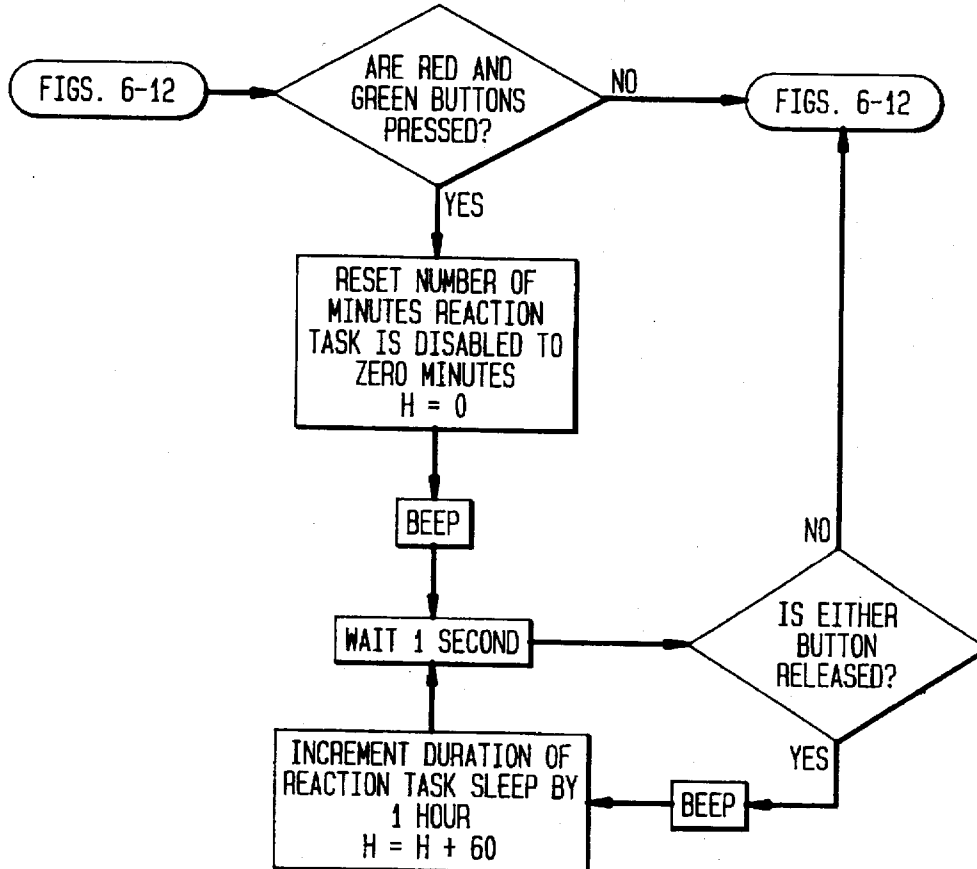 FIGS. 6-12
ARE RED AND
GREEN BUTTONS
PRESSED?
NO
FIGS. 6-12
YES
RESET NUMBER OF
MINUTES REACTION
TASK IS DISABLED TO
ZERO MINUTES
H = 0
BEEP
WAIT 1 SECOND
NO
IS EITHER
BUTTON
RELEASED?
YES
BEEP
INCREMENT DURATION OF
REACTION TASK SLEEP BY
1 HOUR
H = H + 60